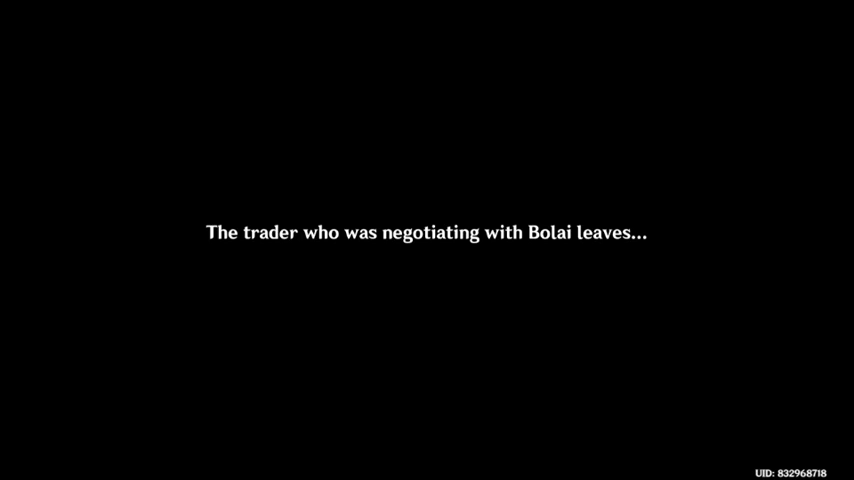 The trader who was negotiating with Bolai leaves...
UID: 832968718